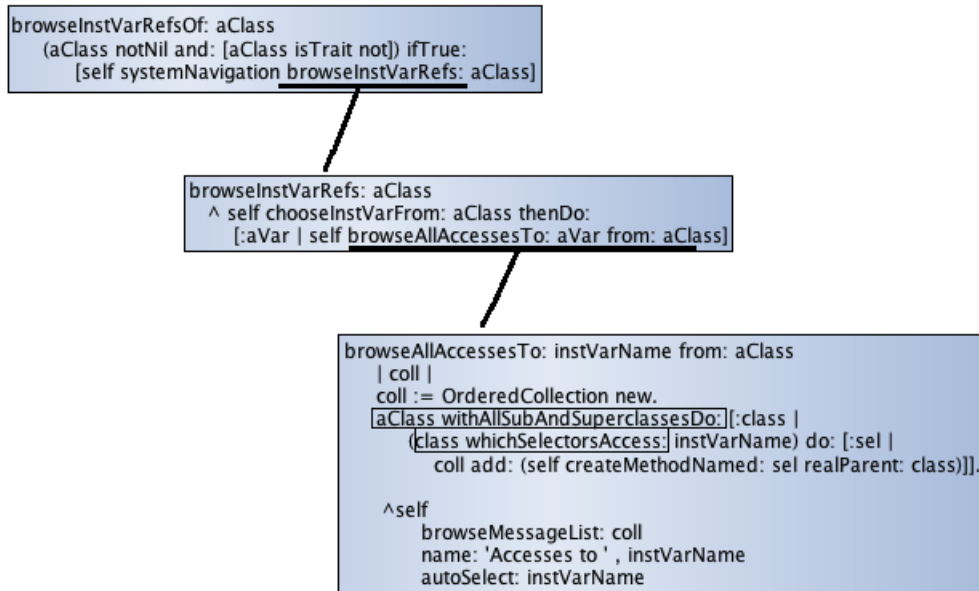 browseInstVarRefsOf: aClass
(aClass notNil and: [aClass isTrait not]) ifTrue:
[self systemNavigation browseInstVarRefs: aClass]
browseInstVarRefs: aClass
^ self chooseInstVarFrom: aClass thenDo:
[:aVar | self browseAllAccessesTo: aVar from: aClass]
browseAllAccessesTo: instVarName from: aClass
| coll |
coll := OrderedCollection new.
aClass withAllSubAndSuperclassesDo: [:class |
(class whichSelectorsAccess: instVarName) do: [:sel |
coll add: (self createMethodNamed: sel realParent: class)]].
^self
browseMessageList: coll
name: 'Accesses to ' , instVarName
autoSelect: instVarName